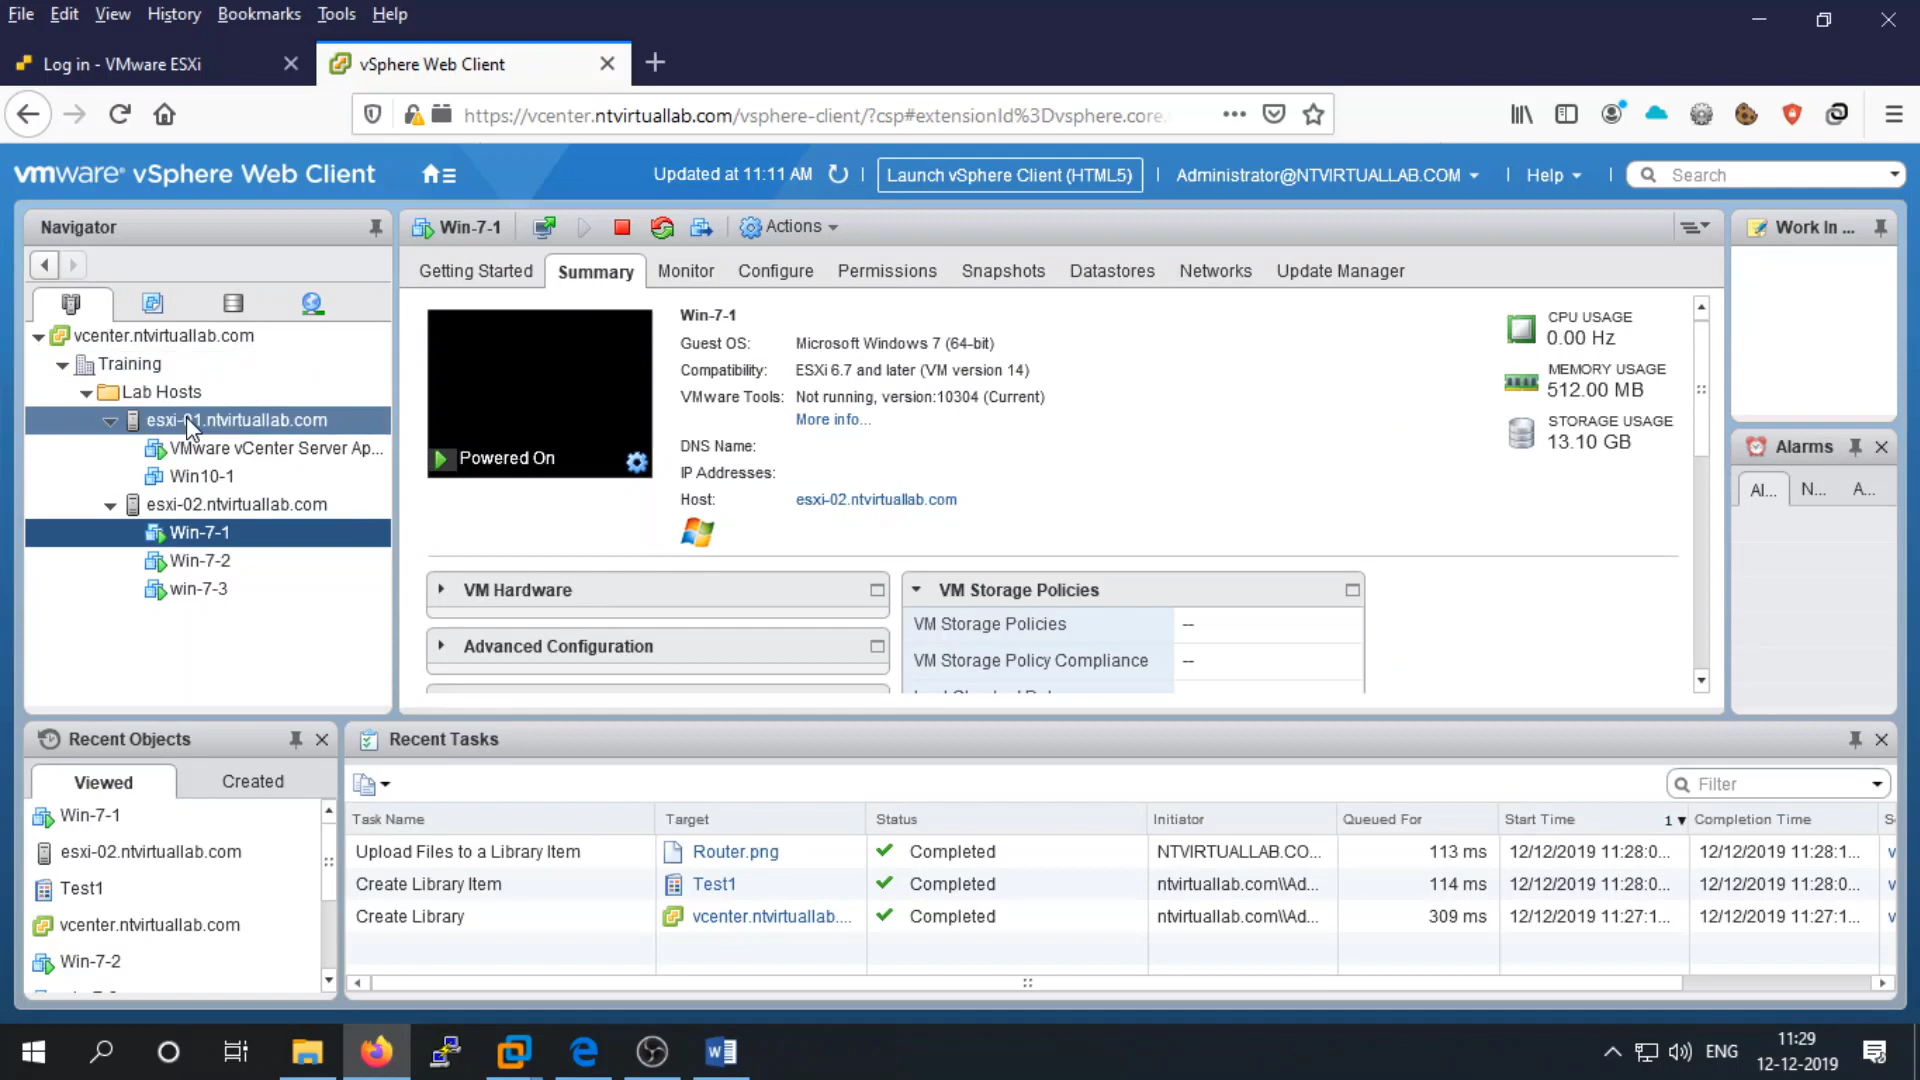 File Edit View History Bookmarks Tools Help
Log in - VMware ESXi
vSphere Web Client
https://vcenter.ntvirtuallab.com/vsphere-client/?csp#extensionId%3Dvsphere.core.
vmware® vSphere Web Client
Updated at 11:11 AM
Launch vSphere Client (HTML5)
Administrator@NTVIRTUALLAB.COM
Help
Search
Navigator
vcenter.ntvirtuallab.com
Training
Lab Hosts
esxi-01.ntvirtuallab.com
VMware vCenter Server Ap...
Win10-1
esxi-02.ntvirtuallab.com
Win-7-1
Win-7-2
win-7-3
Win-7-1
Actions
Getting Started Summary Monitor Configure Permissions Snapshots Datastores Networks Update Manager
Powered On
Win-7-1
Guest OS: Microsoft Windows 7 (64-bit)
Compatibility: ESXi 6.7 and later (VM version 14)
VMware Tools: Not running, version:10304 (Current)
More info...
DNS Name:
IP Addresses:
Host: esxi-02.ntvirtuallab.com
CPU USAGE
0.00 Hz
MEMORY USAGE
512.00 MB
STORAGE USAGE
13.10 GB
VM Hardware
Advanced Configuration
VM Storage Policies
VM Storage Policies --
VM Storage Policy Compliance --
Work In ...
Alarms
Al... N... A...
Recent Objects
Viewed Created
Win-7-1
esxi-02.ntvirtuallab.com
Test1
vcenter.ntvirtuallab.com
Win-7-2
Recent Tasks
Filter
Task Name Target Status Initiator Queued For Start Time 1 Completion Time S
Upload Files to a Library Item Router.png Completed NTVIRTUALLAB.CO... 113 ms 12/12/2019 11:28:0... 12/12/2019 11:28:1... v
Create Library Item Test1 Completed ntvirtuallab.com\\Ad... 114 ms 12/12/2019 11:28:0... 12/12/2019 11:28:0... v
Create Library vcenter.ntvirtuallab.... Completed ntvirtuallab.com\\Ad... 309 ms 12/12/2019 11:27:1... 12/12/2019 11:27:1... v
ENG
11:29
12-12-2019